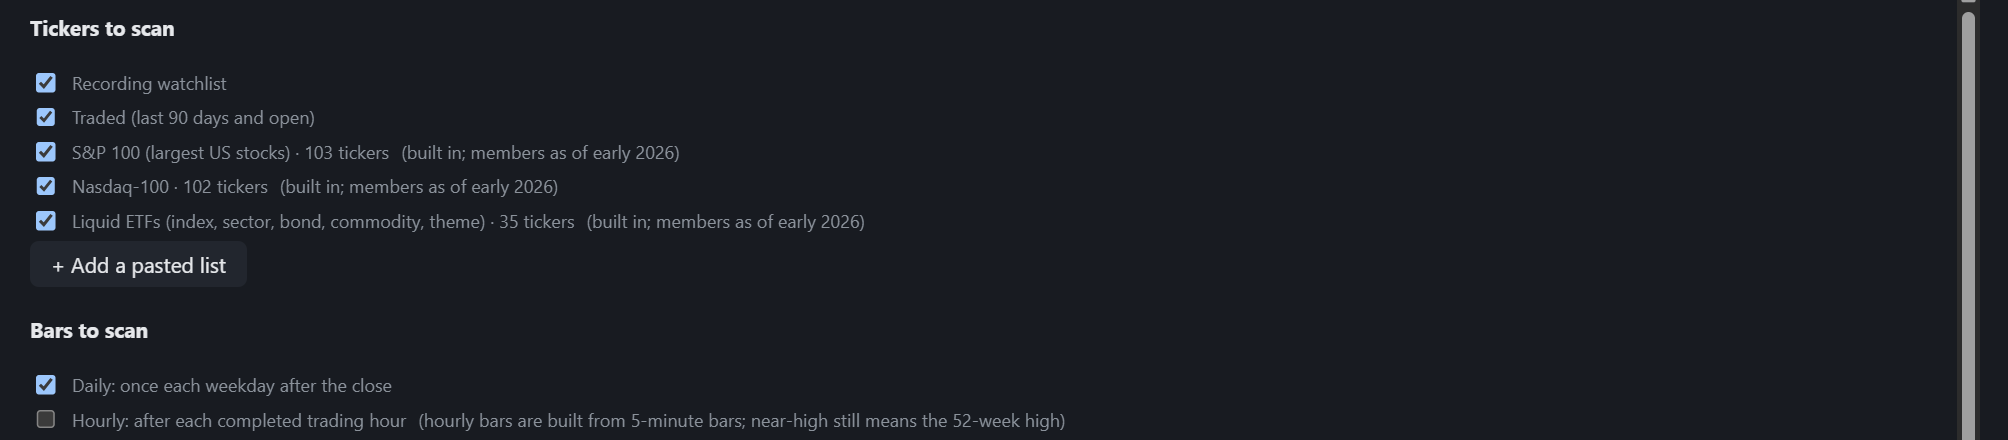 Tickers to scan
Recording watchlist
Traded (last 90 days and open)
S&P 100 (largest US stocks) · 103 tickers (built in; members as of early 2026)
Nasdaq-100 · 102 tickers (built in; members as of early 2026)
Liquid ETFs (index, sector, bond, commodity, theme) · 35 tickers (built in; members as of early 2026)
+ Add a pasted list
Bars to scan
Daily: once each weekday after the close
Hourly: after each completed trading hour (hourly bars are built from 5-minute bars; near-high still means the 52-week high)